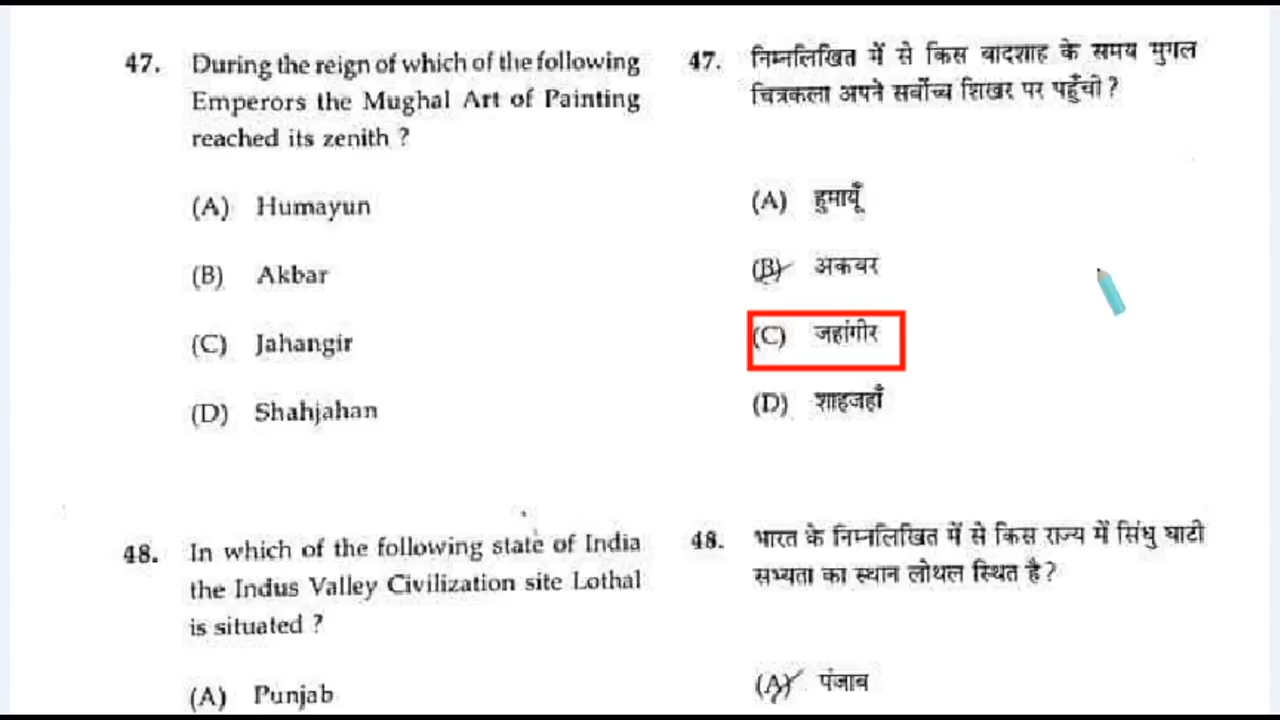 47. During the reign of which of the following
Emperors the Mughal Art of Painting
reached its zenith ?
(A) Humayun
(B) Akbar
(C) Jahangir
(D) Shahjahan
48. In which of the following state of India
the Indus Valley Civilization site Lothal
is situated ?
(A) Punjab
47. निम्नलिखित में से किस बादशाह के समय मुगल
चित्रकला अपने सर्वोच्च शिखर पर पहुँची ?
(A) हुमायूँ
(B) अकबर
(C) जहांगीर
(D) शाहजहाँ
48. भारत के निम्नलिखित में से किस राज्य में सिंधु घाटी
सभ्यता का स्थान लोथल स्थित है ?
(A) पंजाब